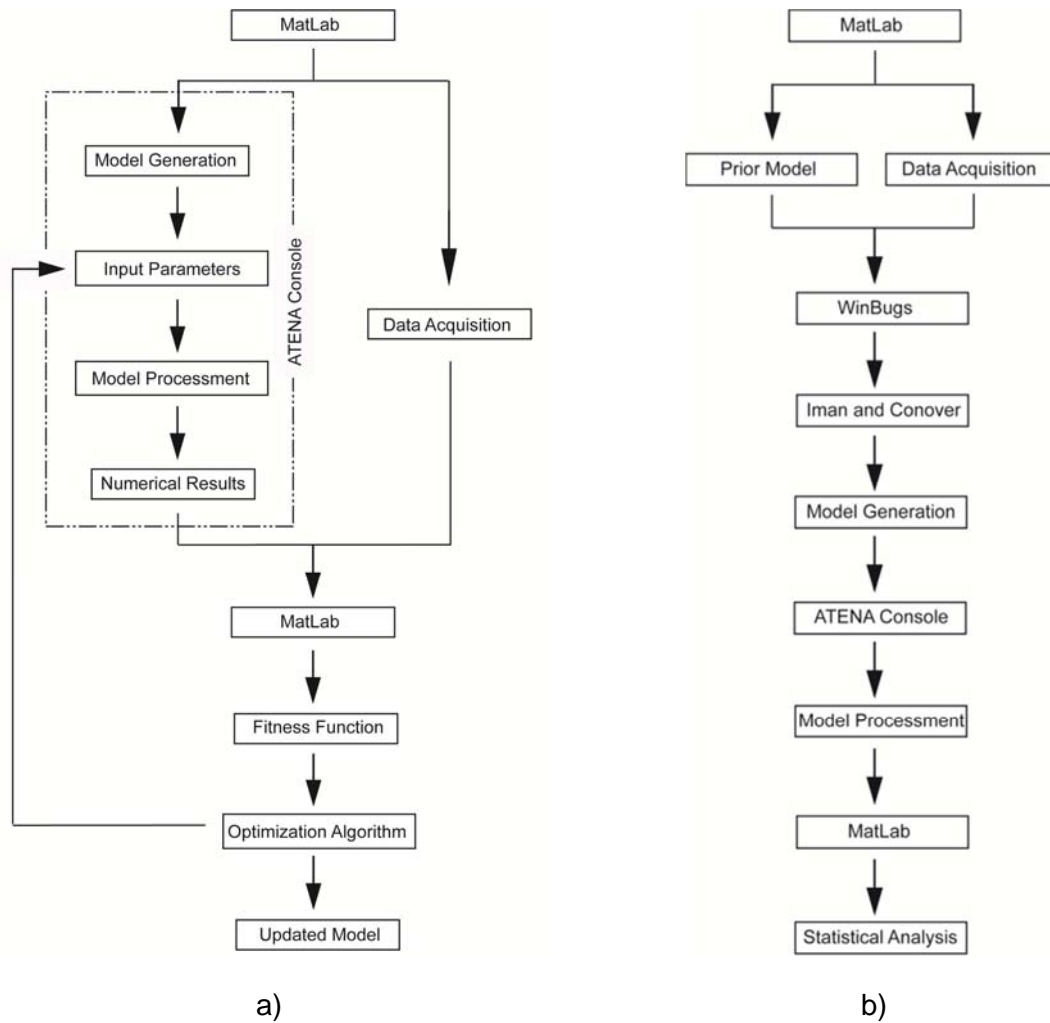 MatLab
Model Generation
Input Parameters
Model Processment
Numerical Results
ATENA Console
Data Acquisition
MatLab
Fitness Function
Optimization Algorithm
Updated Model
a)
MatLab
Prior Model
Data Acquisition
WinBugs
Iman and Conover
Model Generation
ATENA Console
Model Processment
MatLab
Statistical Analysis
b)